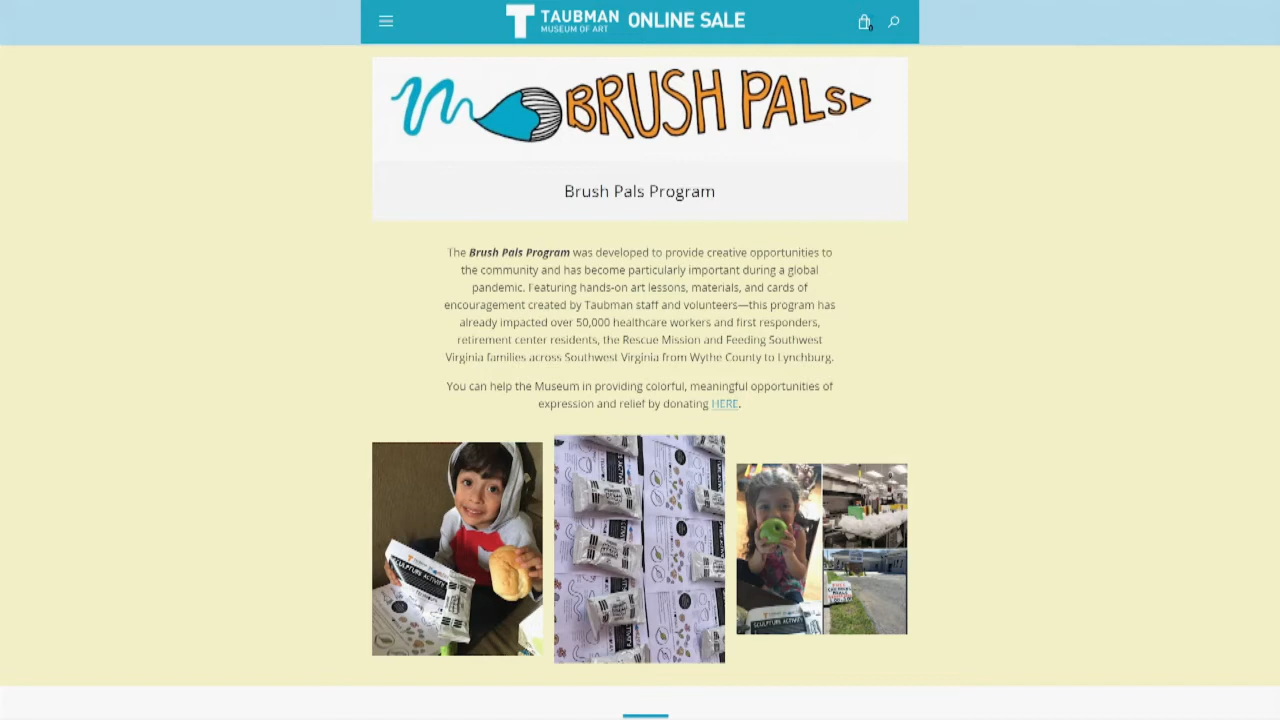 TAUBMAN
MUSEUM OF ART
ONLINE SALE
0
BRUSH PALS
Brush Pals Program
The Brush Pals Program was developed to provide creative opportunities to
the community and has become particularly important during a global
pandemic. Featuring hands-on art lessons, materials, and cards of
encouragement created by Taubman staff and volunteers—this program has
already impacted over 50,000 healthcare workers and first responders,
retirement center residents, the Rescue Mission and Feeding Southwest
Virginia families across Southwest Virginia from Wythe County to Lynchburg.
You can help the Museum in providing colorful, meaningful opportunities of
expression and relief by donating HERE.
SCULPTURE ACTIVITY
SCULPTURE ACTIVITY